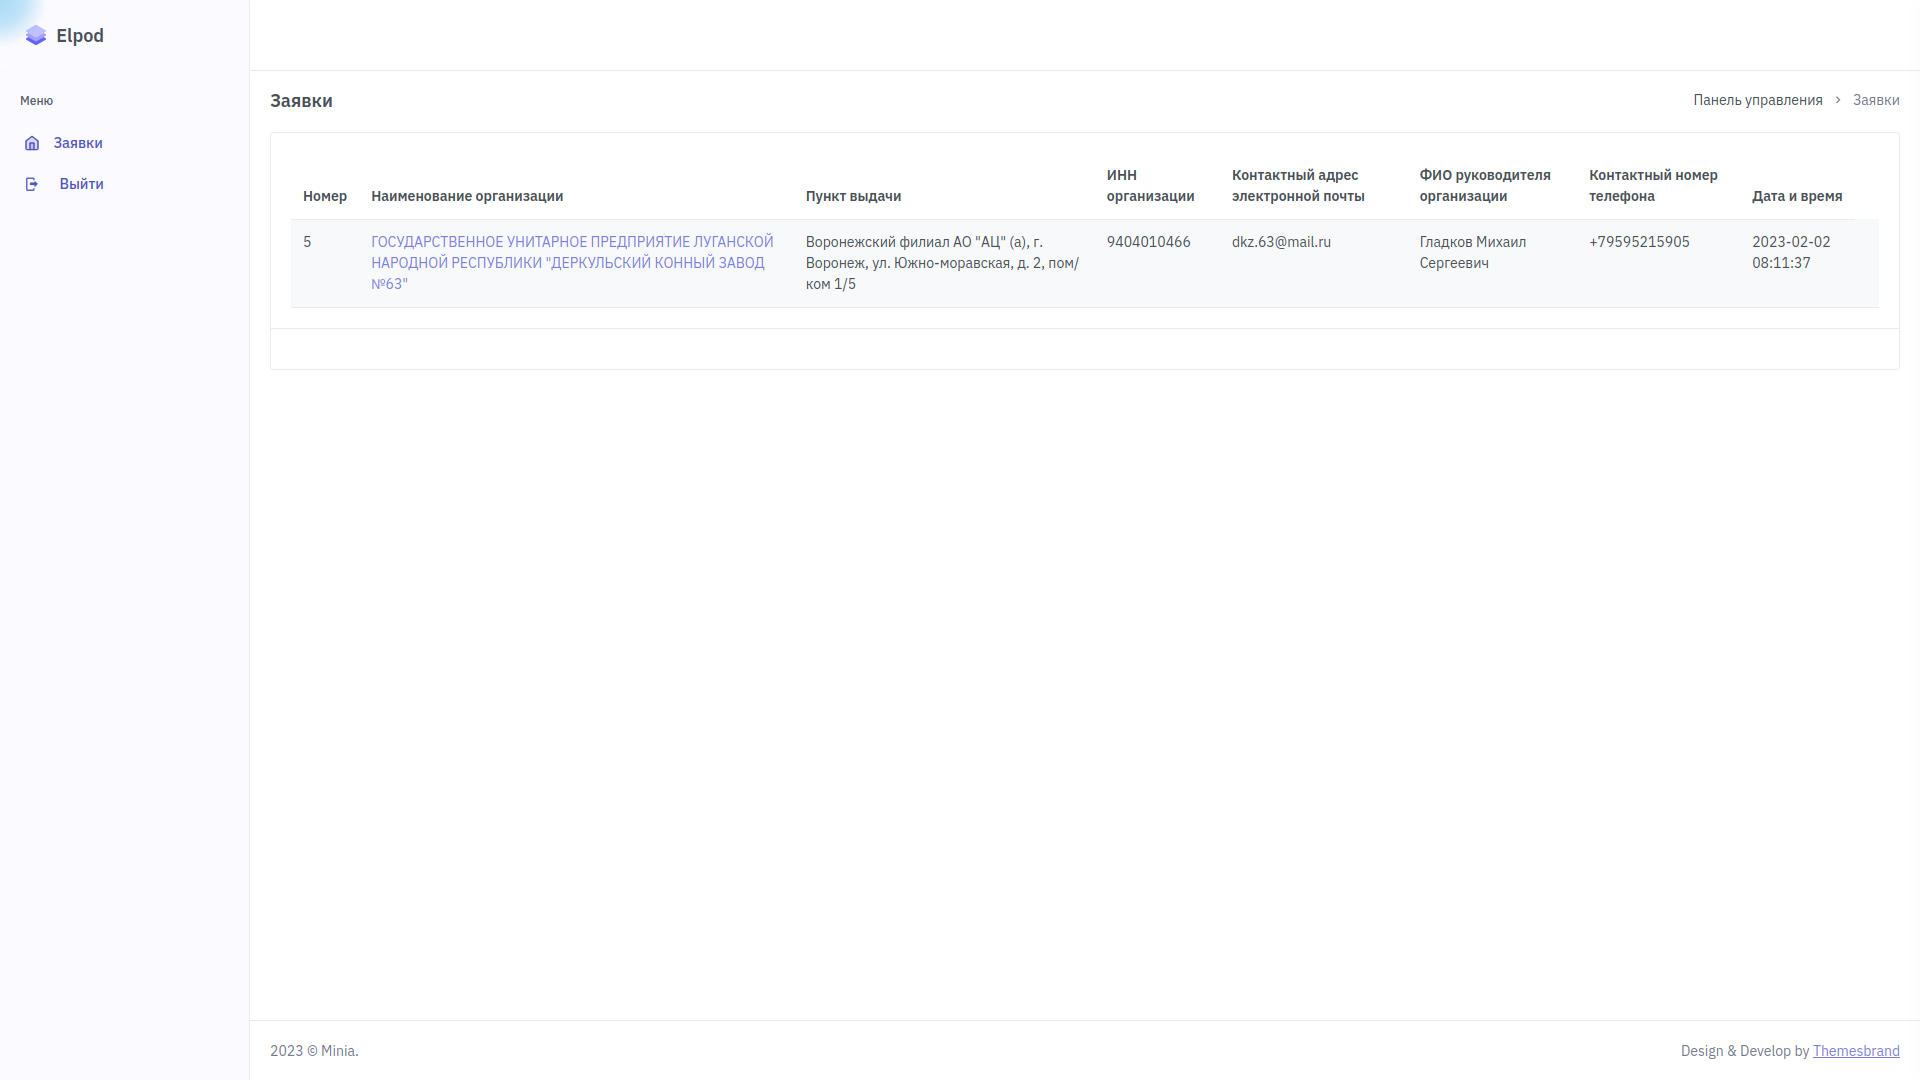 Elpod
Меню
Заявки
Выйти
Заявки
Панель управления > Заявки
Номер
Наименование организации
Пункт выдачи
ИНН
организации
Контактный адрес
электронной почты
ФИО руководителя
организации
Контактный номер
телефона
Дата и время
5
ГОСУДАРСТВЕННОЕ УНИТАРНОЕ ПРЕДПРИЯТИЕ ЛУГАНСКОЙ
НАРОДНОЙ РЕСПУБЛИКИ "ДЕРКУЛЬСКИЙ КОННЫЙ ЗАВОД
№63"
Воронежский филиал АО "АЦ" (а), г.
Воронеж, ул. Южно-моравская, д. 2, пом/
ком 1/5
9404010466
dkz.63@mail.ru
Гладков Михаил
Сергеевич
+79595215905
2023-02-02
08:11:37
2023 © Minia.
Design & Develop by Themesbrand